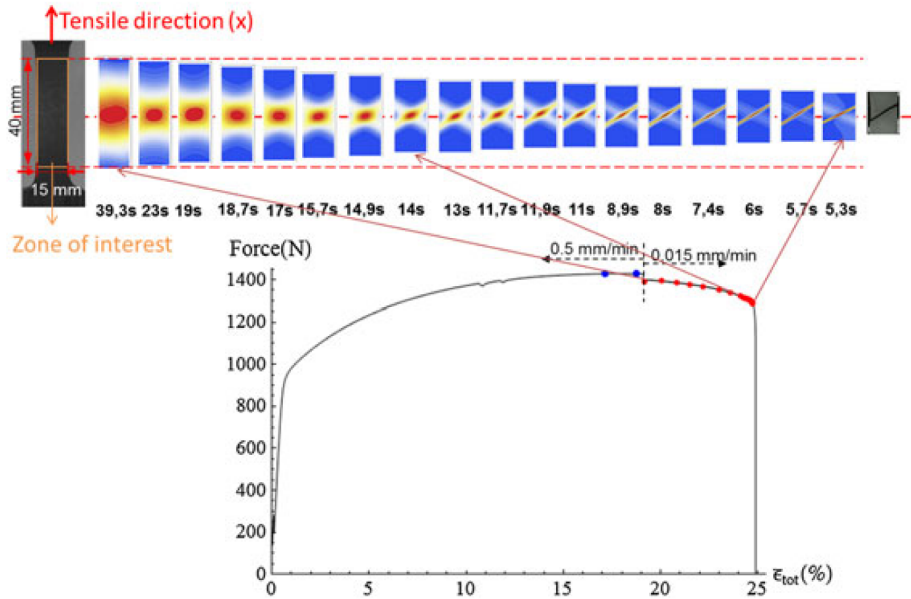 Tensile direction (x)
40 mm
15 mm
39,3s 23s 19s 18,7s 17s 15,7s 14,9s 14s 13s 11,7s 11,9s 11s 8,9s 8s 7,4s 6s 5,7s 5,3s
Zone of interest
Force(N)
0.5 mm/min 0.015 mm/min
1400
1200
1000
800
600
400
200
0
0 5 10 15 20 25 ε̄tot(%)